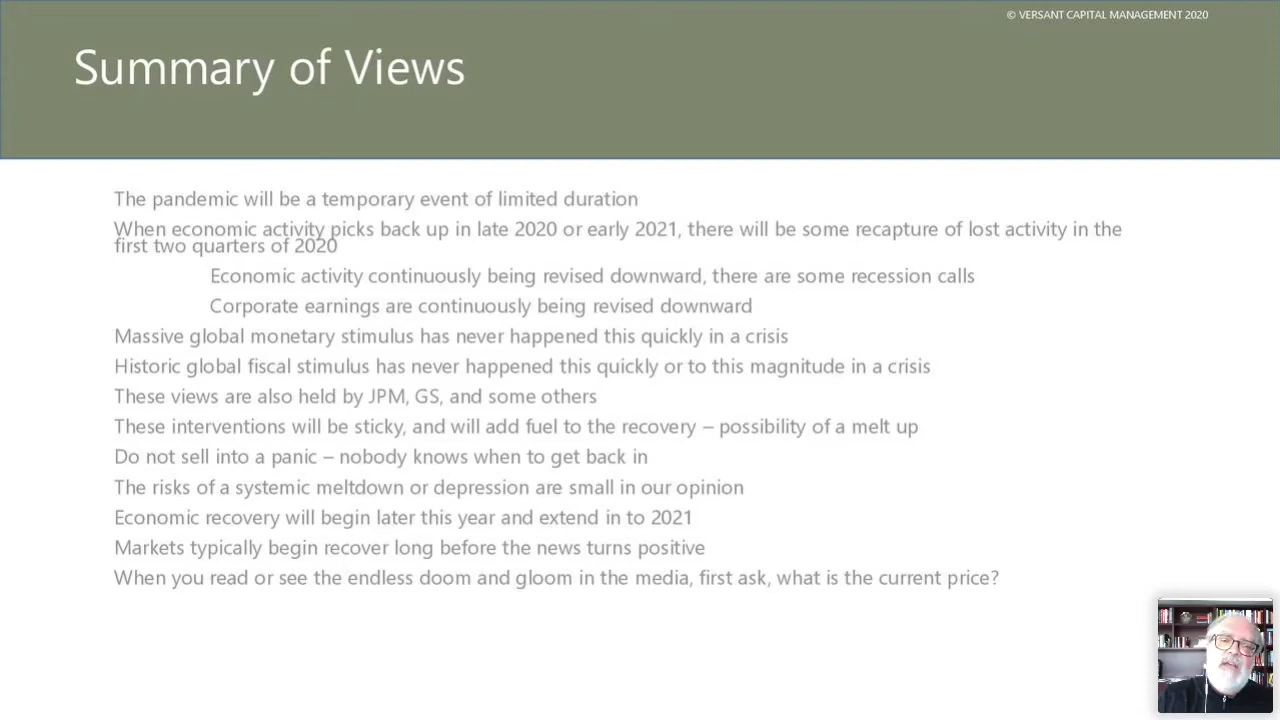 © VERSANT CAPITAL MANAGEMENT 2020
Summary of Views
The pandemic will be a temporary event of limited duration
When economic activity picks back up in late 2020 or early 2021, there will be some recapture of lost activity in the
first two quarters of 2020
Economic activity continuously being revised downward, there are some recession calls
Corporate earnings are continuously being revised downward
Massive global monetary stimulus has never happened this quickly in a crisis
Historic global fiscal stimulus has never happened this quickly or to this magnitude in a crisis
These views are also held by JPM, GS, and some others
These interventions will be sticky, and will add fuel to the recovery – possibility of a melt up
Do not sell into a panic – nobody knows when to get back in
The risks of a systemic meltdown or depression are small in our opinion
Economic recovery will begin later this year and extend in to 2021
Markets typically begin recover long before the news turns positive
When you read or see the endless doom and gloom in the media, first ask, what is the current price?